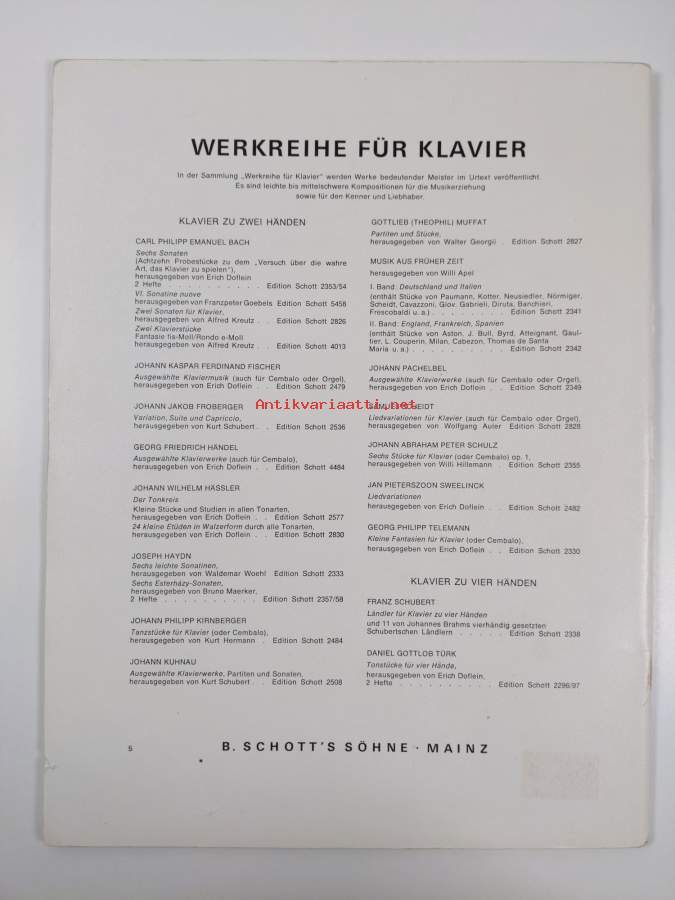 WERKREIHE FÜR KLAVIER
In der Sammlung „Werkreihe für Klavier" werden Werke bedeutender Meister im Urtext veröffentlicht.
Es sind leichte bis mittelschwere Kompositionen für die Musikerziehung
sowie für den Kenner und Liebhaber.
KLAVIER ZU ZWEI HÄNDEN
CARL PHILIPP EMANUEL BACH
Sechs Sonaten
(Achtzehn Probestücke zu dem „Versuch über die wahre
Art, das Klavier zu spielen"),
herausgegeben von Erich Doflein
2 Hefte . . . . . . . . . . Edition Schott 2353/54
VI. Sonatine nuove
herausgegeben von Franzpeter Goebels Edition Schott 5458
Zwei Sonaten für Klavier,
herausgegeben von Alfred Kreutz . . Edition Schott 2826
Zwei Klavierstücke
Fantasie fis-Moll/Rondo e-Moll
herausgegeben von Alfred Kreutz . . Edition Schott 4013
JOHANN KASPAR FERDINAND FISCHER
Ausgewählte Klaviermusik (auch für Cembalo oder Orgel),
herausgegeben von Erich Doflein . . Edition Schott 2479
JOHANN JAKOB FROBERGER
Variation, Suite und Capriccio,
herausgegeben von Kurt Schubert . . Edition Schott 2536
GEORG FRIEDRICH HÄNDEL
Ausgewählte Klavierwerke (auch für Cembalo),
herausgegeben von Erich Doflein . . Edition Schott 4484
JOHANN WILHELM HÄSSLER
Der Tonkreis
Kleine Stücke und Studien in allen Tonarten,
herausgegeben von Erich Doflein . . Edition Schott 2577
24 kleine Etüden in Walzerform durch alle Tonarten,
herausgegeben von Erich Doflein . . Edition Schott 2830
JOSEPH HAYDN
Sechs leichte Sonatinen,
herausgegeben von Waldemar Woehl Edition Schott 2333
Sechs Esterházy-Sonaten,
herausgegeben von Bruno Maerker,
2 Hefte . . . . . . . . . . Edition Schott 2357/58
JOHANN PHILIPP KIRNBERGER
Tanzstücke für Klavier (oder Cembalo),
herausgegeben von Kurt Hermann . . Edition Schott 2484
JOHANN KUHNAU
Ausgewählte Klavierwerke, Partiten und Sonaten,
herausgegeben von Kurt Schubert . . Edition Schott 2508
GOTTLIEB (THEOPHIL) MUFFAT
Partiten und Stücke,
herausgegeben von Walter Georgii . Edition Schott 2827
MUSIK AUS FRÜHER ZEIT
herausgegeben von Willi Apel
I. Band: Deutschland und Italien
(enthält Stücke von Paumann, Kotter, Neusiedler, Nörmiger,
Scheidt, Cavazzoni, Giov. Gabrieli, Diruta, Banchieri,
Frescobaldi u. a.) . . . . . . . Edition Schott 2341
II. Band: England, Frankreich, Spanien
(enthält Stücke von Aston, J. Bull, Byrd, Atteignant, Gaul-
tier, L. Couperin, Milan, Cabezon, Thomas de Santa
Maria u. a.) . . . . . . . . . Edition Schott 2342
JOHANN PACHELBEL
Ausgewählte Klavierwerke (auch für Cembalo oder Orgel),
herausgegeben von Erich Doflein . . Edition Schott 2349
SAMUEL SCHEIDT
Antikvariaatti.net
Liedvariationen für Klavier (auch für Cembalo oder Orgel),
herausgegeben von Wolfgang Auler Edition Schott 2828
JOHANN ABRAHAM PETER SCHULZ
Sechs Stücke für Klavier (oder Cembalo) op. 1,
herausgegeben von Willi Hillemann . Edition Schott 2355
JAN PIETERSZOON SWEELINCK
Liedvariationen
herausgegeben von Erich Doflein . . Edition Schott 2482
GEORG PHILIPP TELEMANN
Kleine Fantasien für Klavier (oder Cembalo),
herausgegeben von Erich Doflein . . Edition Schott 2330
KLAVIER ZU VIER HÄNDEN
FRANZ SCHUBERT
Ländler für Klavier zu vier Händen
und 11 von Johannes Brahms vierhändig gesetzten
Schubertschen Ländlern . . . . . Edition Schott 2338
DANIEL GOTTLOB TÜRK
Tonstücke für vier Hände,
herausgegeben von Erich Doflein,
2 Hefte . . . . . . . . . . Edition Schott 2296/97
5
B. SCHOTT'S SÖHNE · MAINZ